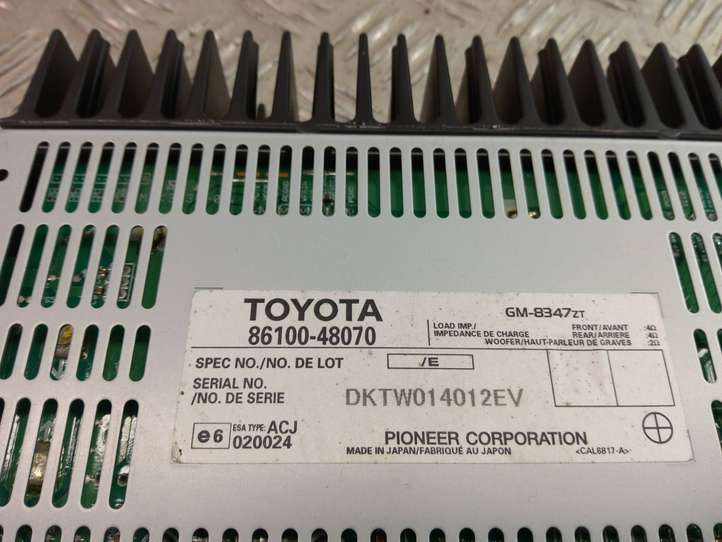 TOYOTA
86100-48070
GM-8347ZT
LOAD IMP./ FRONT/AVANT :4Ω
IMPEDANCE DE CHARGE REAR/ARRIERE :4Ω
WOOFER/HAUT-PARLEUR DE GRAVES :2Ω
SPEC NO./NO. DE LOT /E
SERIAL NO.
/NO. DE SERIE DKTW014012EV
e6 ESA TYPE: ACJ
020024
PIONEER CORPORATION
MADE IN JAPAN/FABRIQUÉ AU JAPON <CAL6817-A>